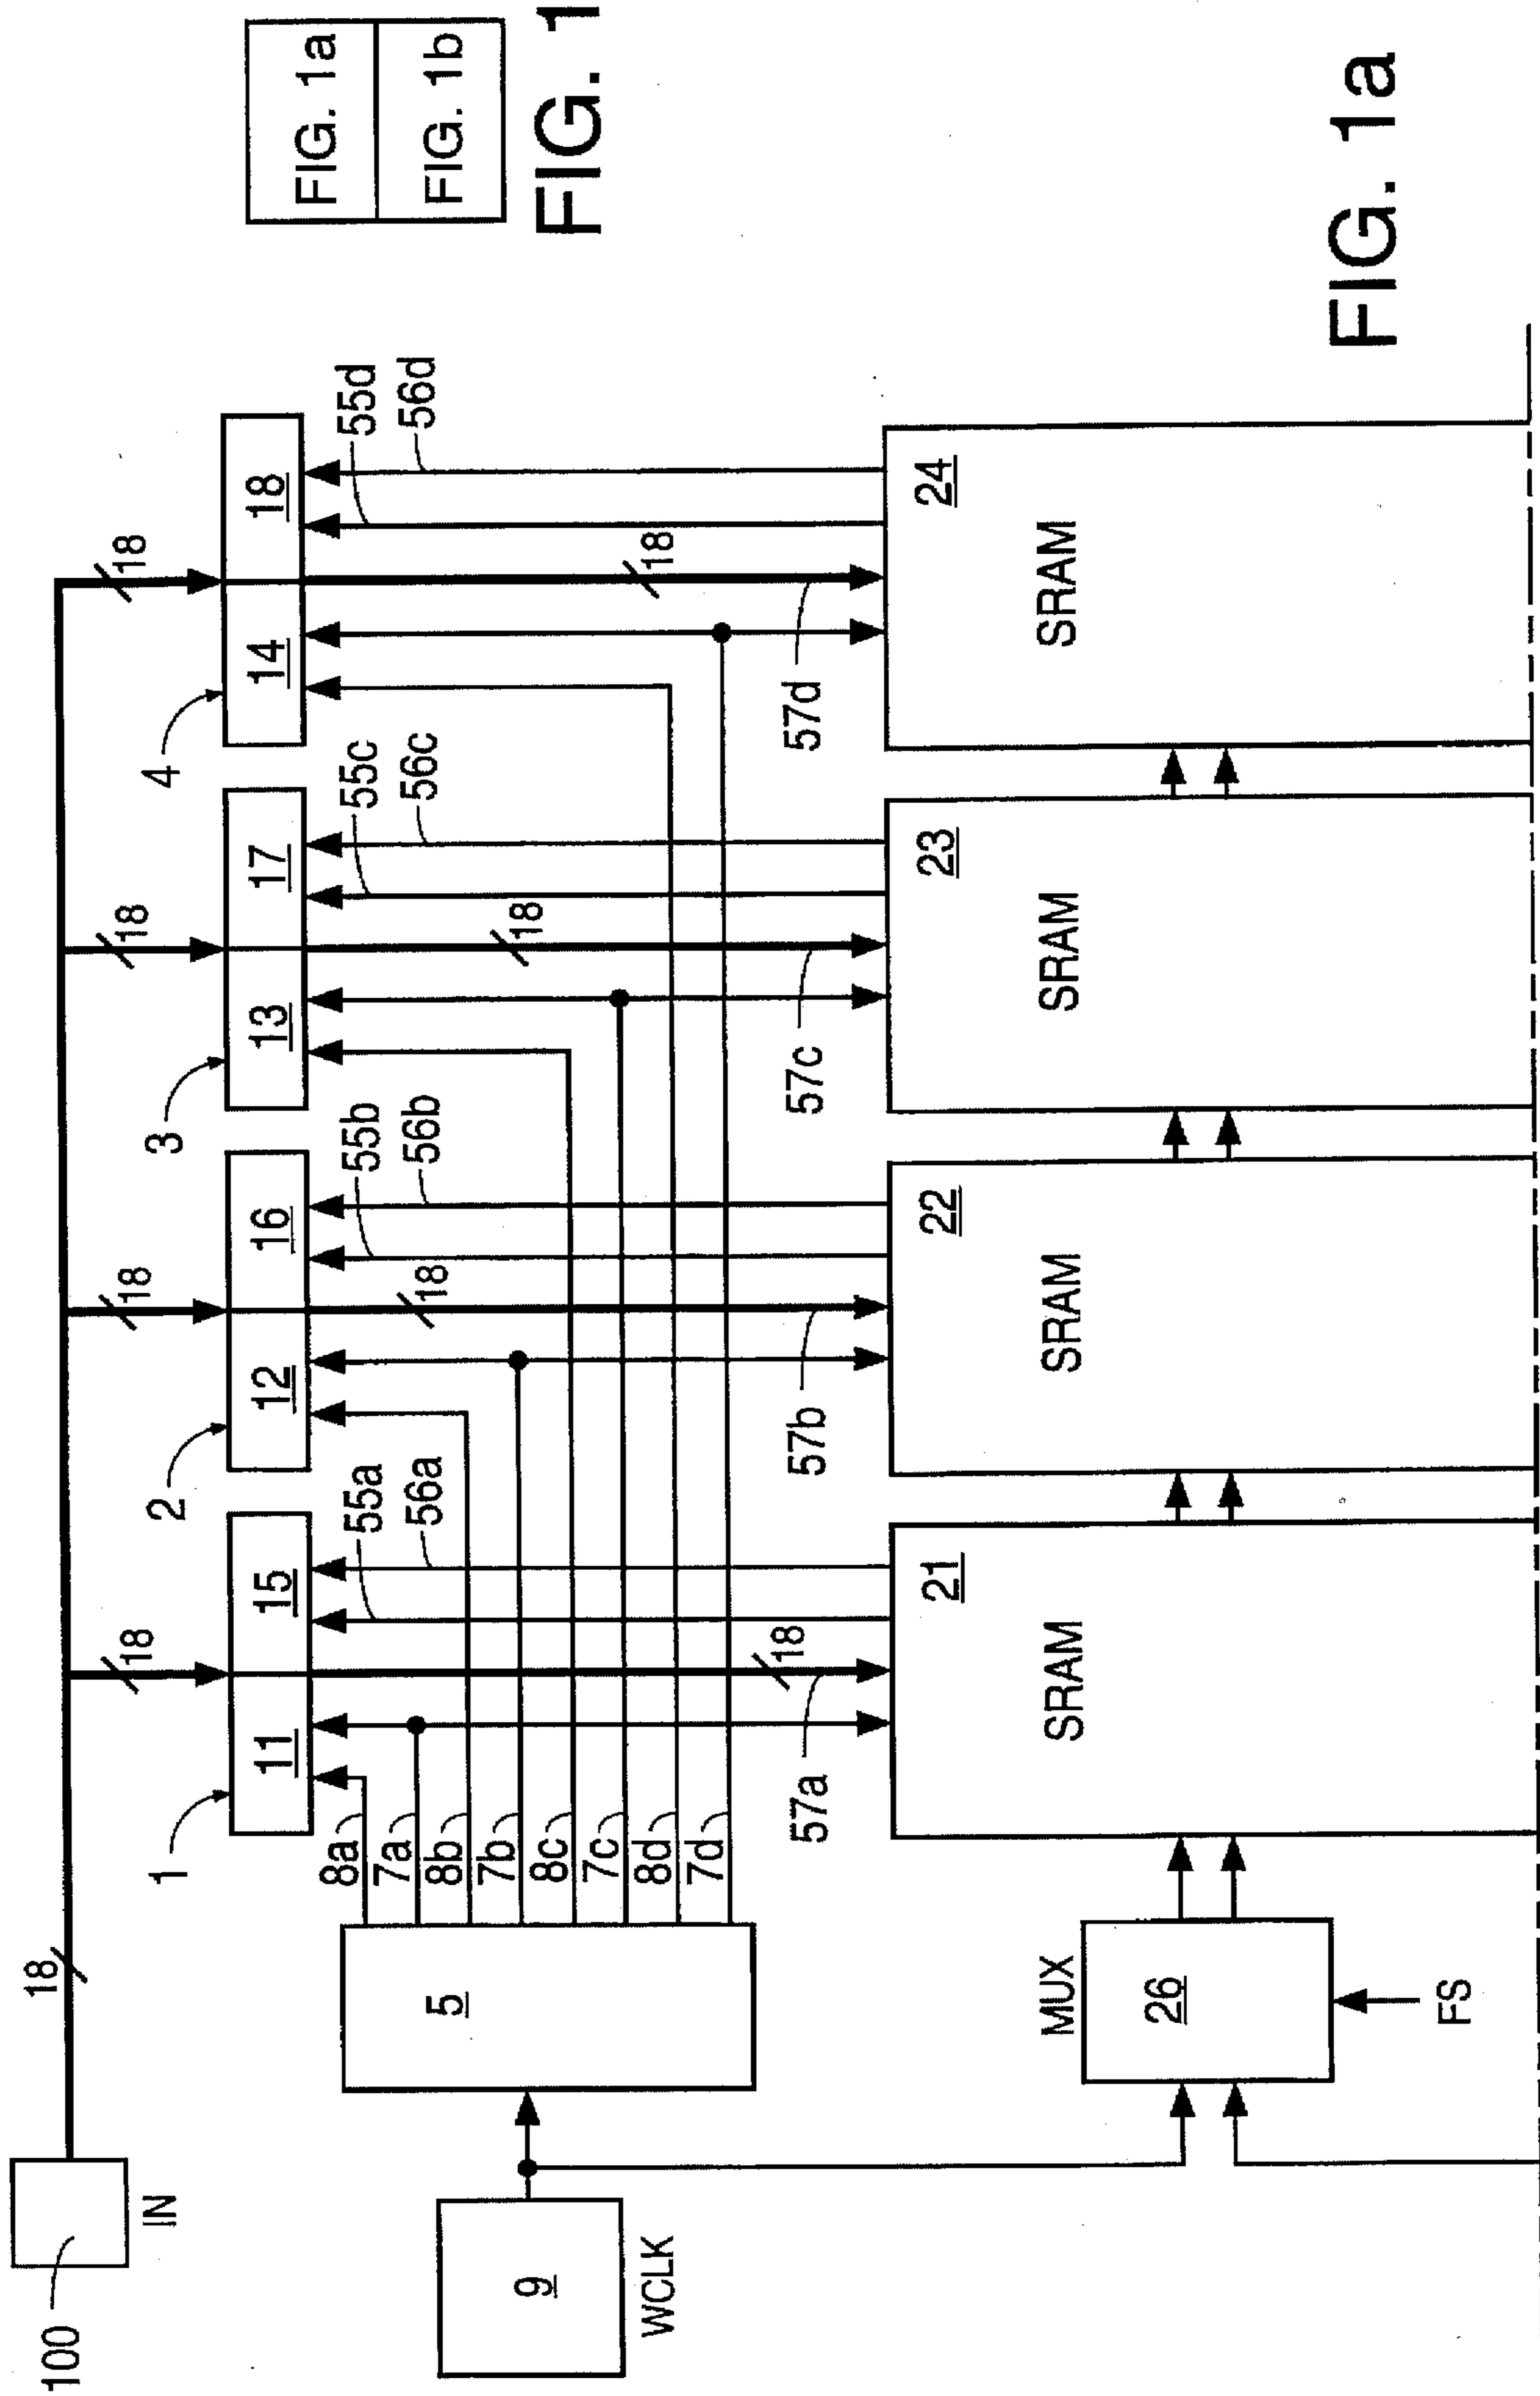 100
IN
18
FIG. 1a
FIG. 1b
FIG. 1
1
2
3
4
18
18
18
18
11
15
12
16
13
17
14
18
8a
7a
8b
7b
8c
7c
8d
7d
55a
56a
55b
56b
55c
56c
55d
56d
5
9
WCLK
18
18
18
18
57a
57b
57c
57d
21
SRAM
22
SRAM
23
SRAM
24
SRAM
MUX
26
FS
FIG. 1a